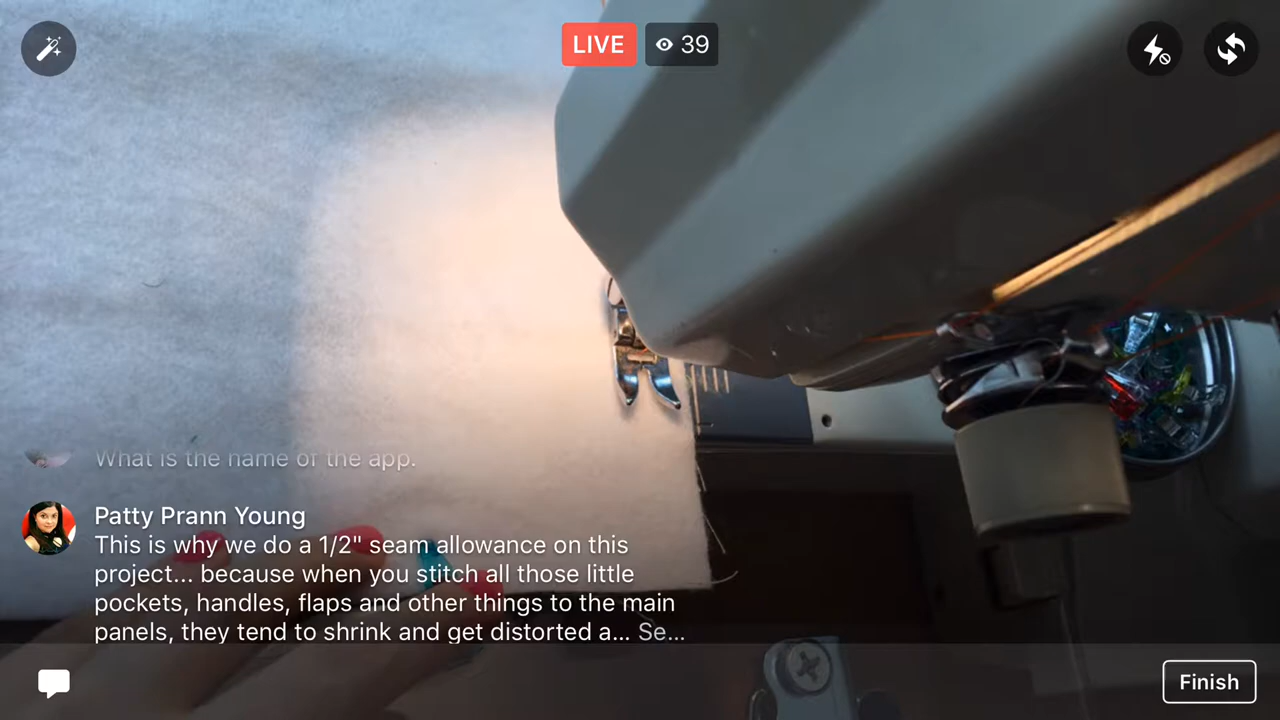 LIVE
39
What is the name of the app.
Patty Prann Young
This is why we do a 1/2" seam allowance on this
project... because when you stitch all those little
pockets, handles, flaps and other things to the main
panels, they tend to shrink and get distorted a... Se...
Finish